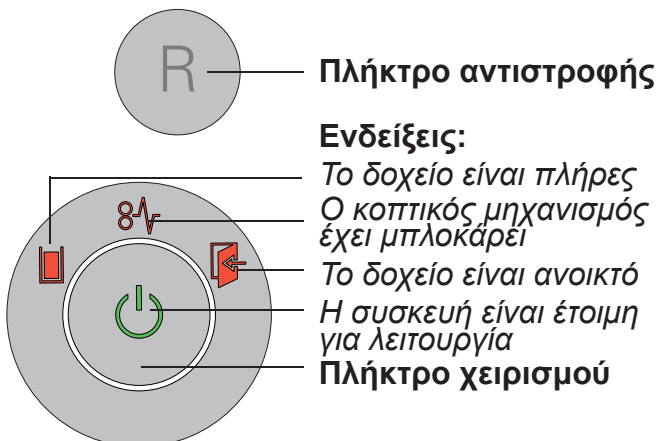 R
Πλήκτρο αντιστροφής
Ενδείξεις:
Το δοχείο είναι πλήρες
Ο κοπτικός μηχανισμός
έχει μπλοκάρει
Το δοχείο είναι ανοικτό
Η συσκευή είναι έτοιμη
για λειτουργία
Πλήκτρο χειρισμού